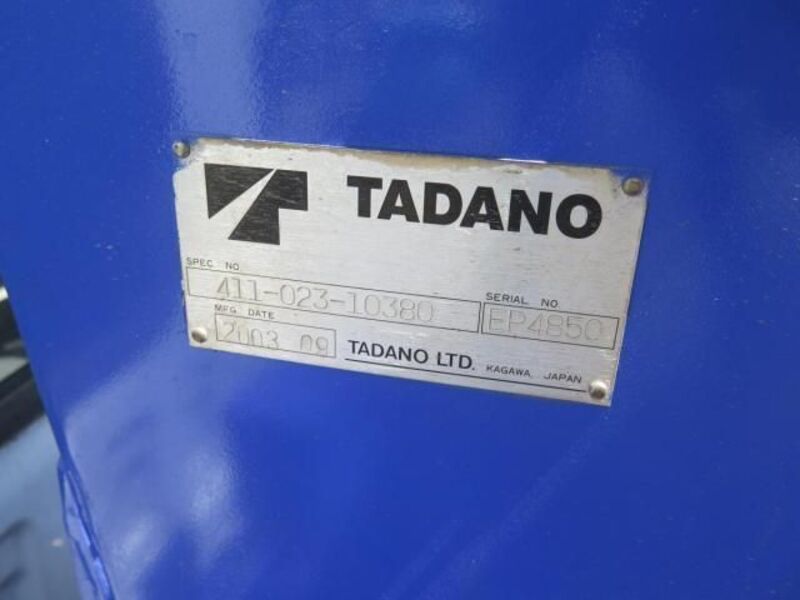 TADANO
SPEC. NO.
411-023-10380
SERIAL NO.
EP4850
MFG. DATE
2003 09
TADANO LTD. KAGAWA, JAPAN